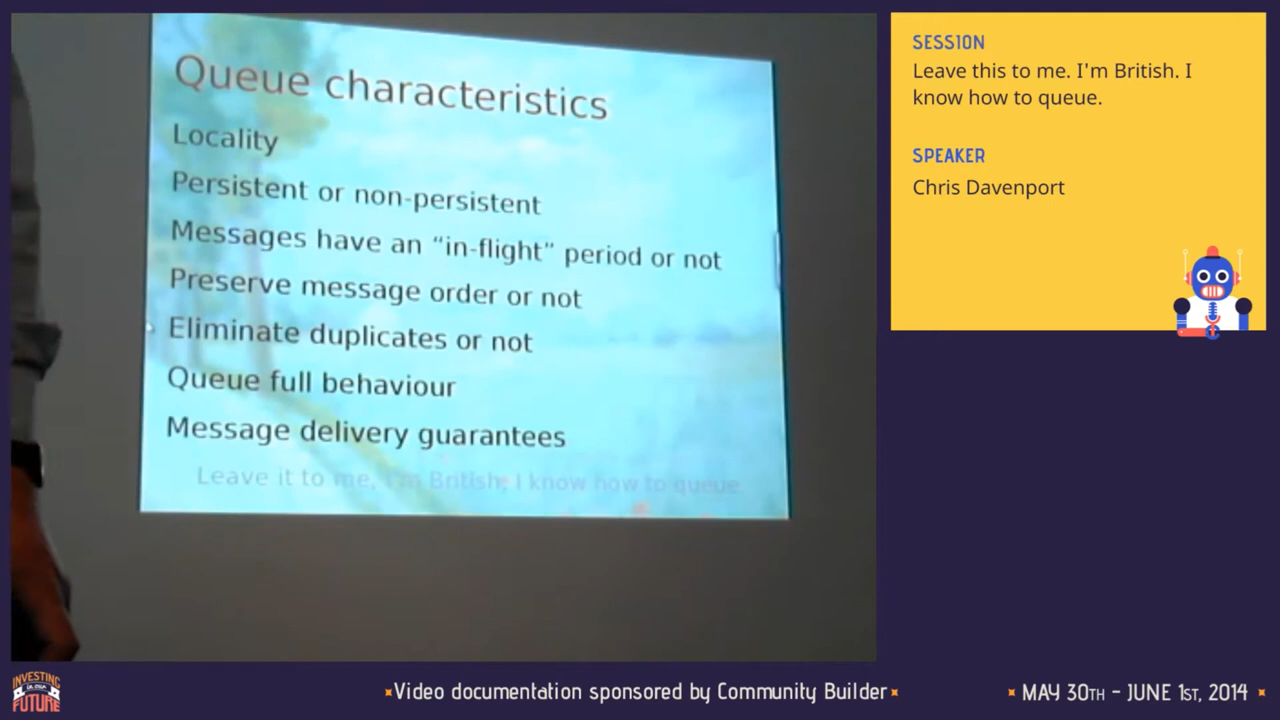 Queue characteristics
Locality
Persistent or non-persistent
Messages have an “in-flight” period or not
Preserve message order or not
Eliminate duplicates or not
Queue full behaviour
Message delivery guarantees
Leave it to me, I'm British, I know how to queue.
SESSION
Leave this to me. I'm British. I
know how to queue.
SPEAKER
Chris Davenport
INVESTING
FUTURE
Video documentation sponsored by Community Builder
MAY 30TH - JUNE 1ST, 2014